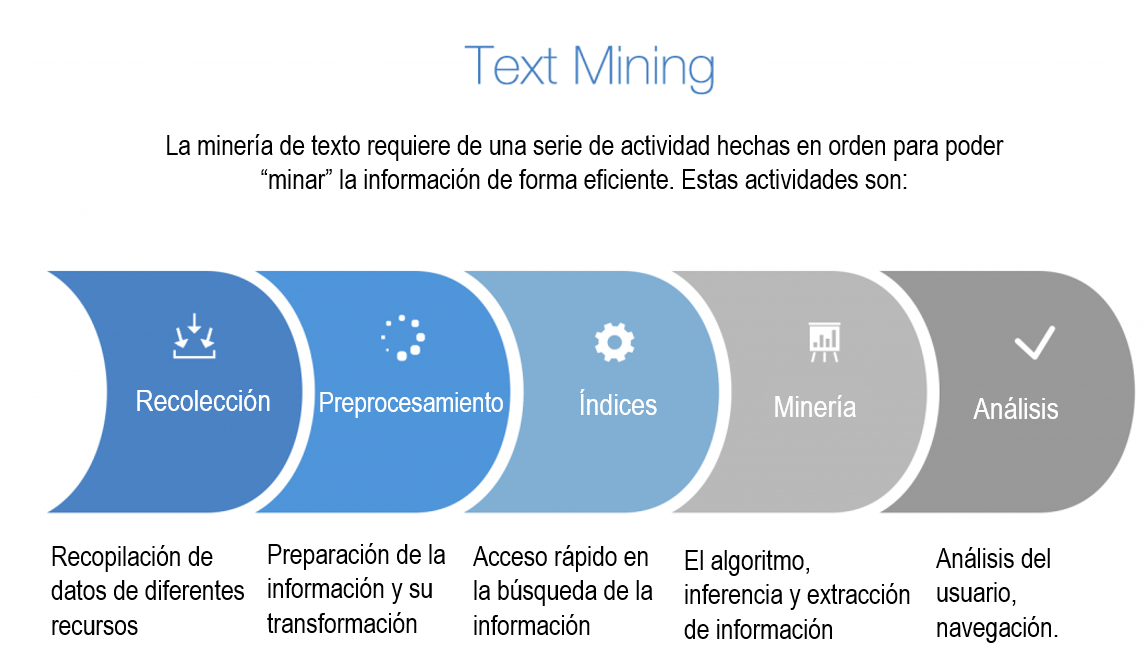 Text Mining
La minería de texto requiere de una serie de actividad hechas en orden para poder
“minar” la información de forma eficiente. Estas actividades son:
Recolección
Preprocesamiento
Índices
Minería
Análisis
Recopilación de
datos de diferentes
recursos
Preparación de la
información y su
transformación
Acceso rápido en
la búsqueda de la
información
El algoritmo,
inferencia y extracción
de información
Análisis del
usuario,
navegación.